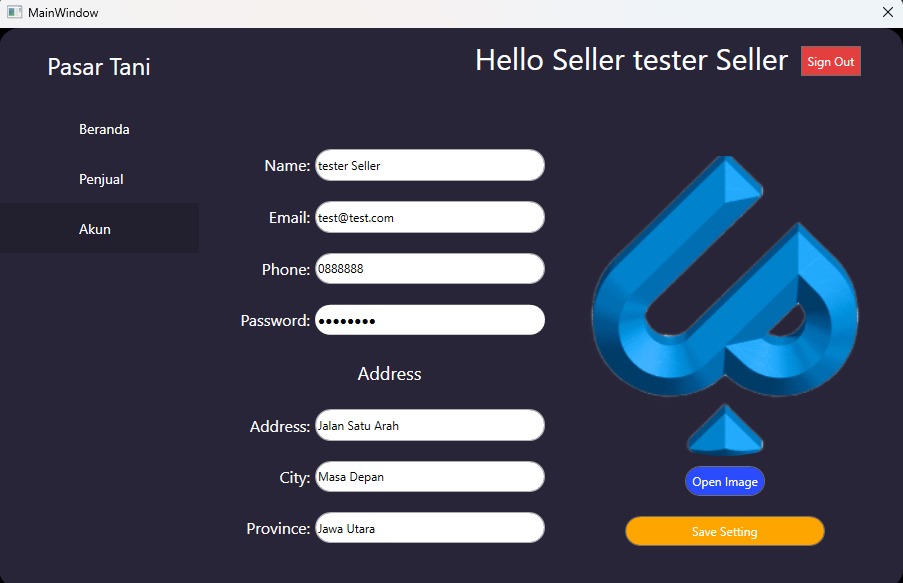 MainWindow
Pasar Tani
Hello Seller tester Seller
Sign Out
Beranda
Penjual
Akun
Name: tester Seller
Email: test@test.com
Phone: 0888888
Password: ●●●●●●●●
Address
Address: Jalan Satu Arah
City: Masa Depan
Province: Jawa Utara
Open Image
Save Setting